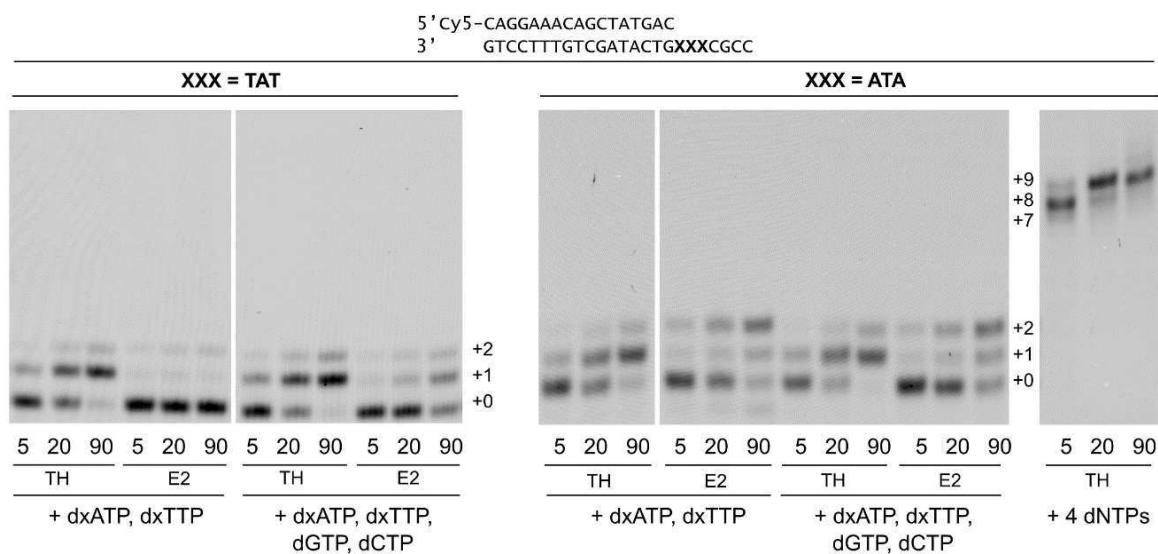 5'Cy5-CAGGAAACAGCTATGAC
3' GTCCTTTGTCGATACTGXXXCGCC
XXX = TAT
XXX = ATA
+2
+1
+0
+2
+1
+0
+9
+8
+7
5 20 90 5 20 90 5 20 90 5 20 90
TH E2 TH E2
+ dxATP, dxTTP
+ dxATP, dxTTP,
dGTP, dCTP
5 20 90 5 20 90 5 20 90 5 20 90 5 20 90
TH E2 TH E2 TH
+ dxATP, dxTTP
+ dxATP, dxTTP,
dGTP, dCTP
+ 4 dNTPs